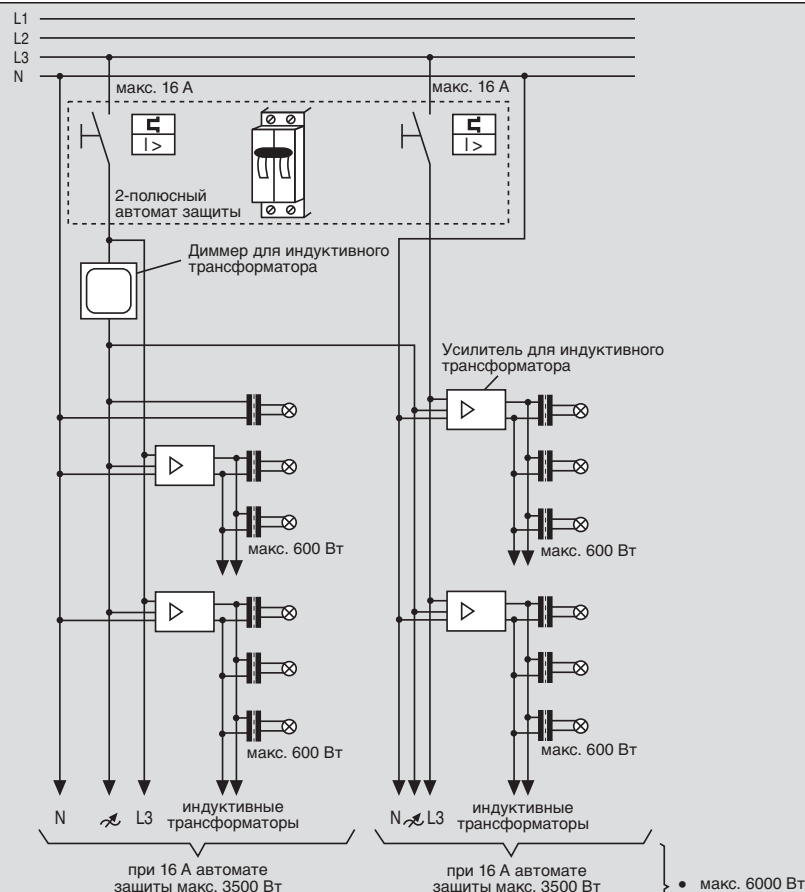 L1
L2
L3
N
макс. 16 А
макс. 16 А
I >
I >
2-полюсный
автомат защиты
Диммер для индуктивного
трансформатора
Усилитель для индуктивного
трансформатора
макс. 600 Вт
макс. 600 Вт
макс. 600 Вт
макс. 600 Вт
N
L3
индуктивные
трансформаторы
N
L3
индуктивные
трансформаторы
при 16 А автомате
защиты макс. 3500 Вт
при 16 А автомате
защиты макс. 3500 Вт
• макс. 6000 Вт